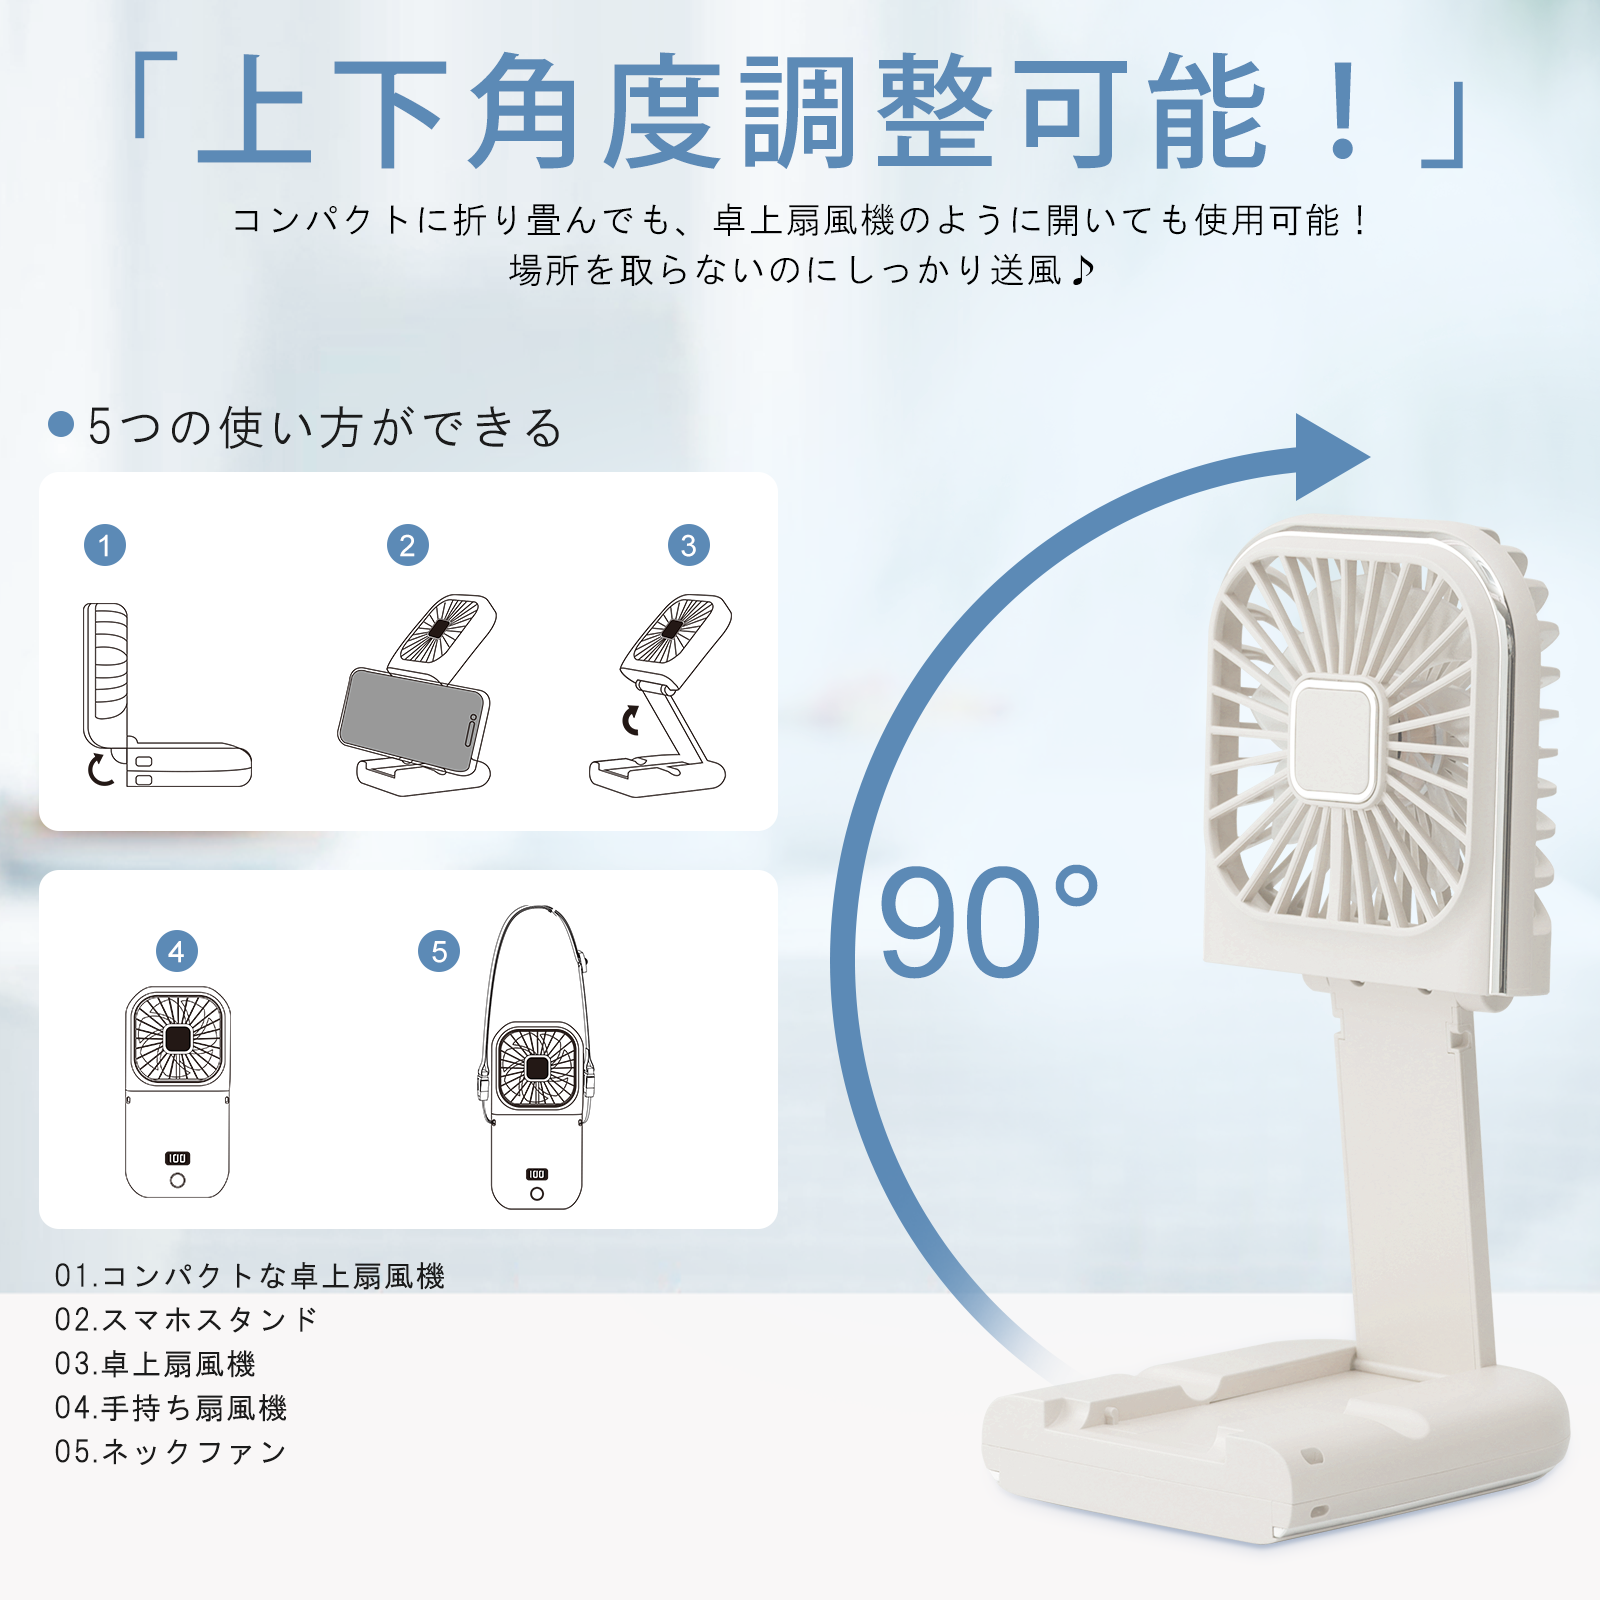 「上下角度調整可能！」
コンパクトに折り畳んでも、卓上扇風機のように開いても使用可能！
場所を取らないのにしっかり送風♪
5つの使い方ができる
1
2
3
90°
4
5
100
100
01.コンパクトな卓上扇風機
02.スマホスタンド
03.卓上扇風機
04.手持ち扇風機
05.ネックファン